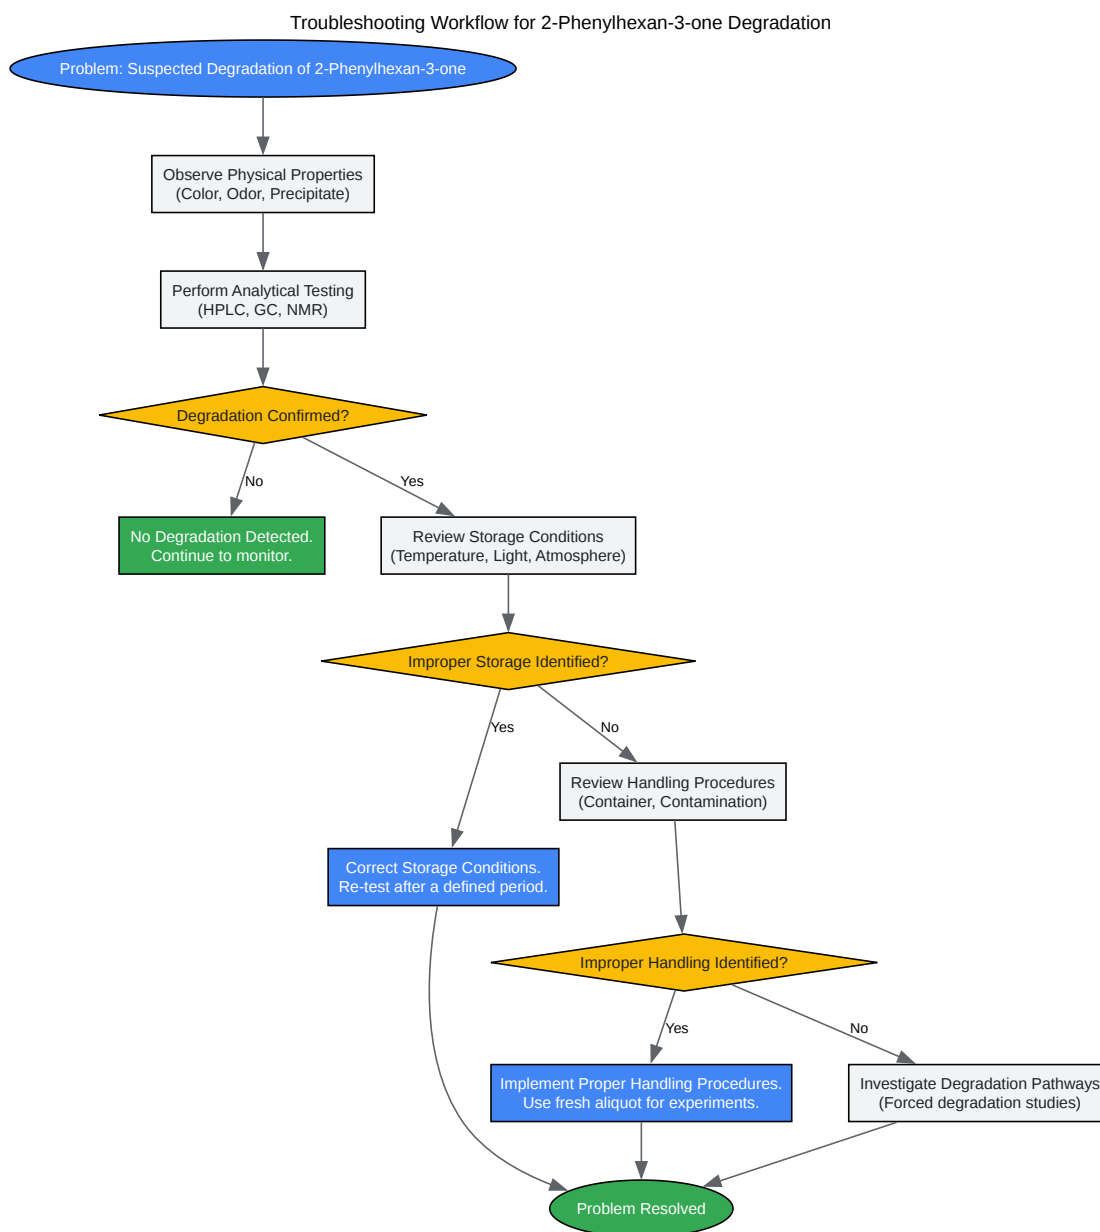 Troubleshooting Workflow for 2-Phenylhexan-3-one Degradation
Problem: Suspected Degradation of 2-Phenylhexan-3-one
Observe Physical Properties
(Color, Odor, Precipitate)
Perform Analytical Testing
(HPLC, GC, NMR)
Degradation Confirmed?
No
Yes
No Degradation Detected.
Continue to monitor.
Review Storage Conditions
(Temperature, Light, Atmosphere)
Improper Storage Identified?
Yes
No
Review Handling Procedures
(Container, Contamination)
Correct Storage Conditions.
Re-test after a defined period.
Improper Handling Identified?
Yes
No
Implement Proper Handling Procedures.
Use fresh aliquot for experiments.
Investigate Degradation Pathways
(Forced degradation studies)
Problem Resolved